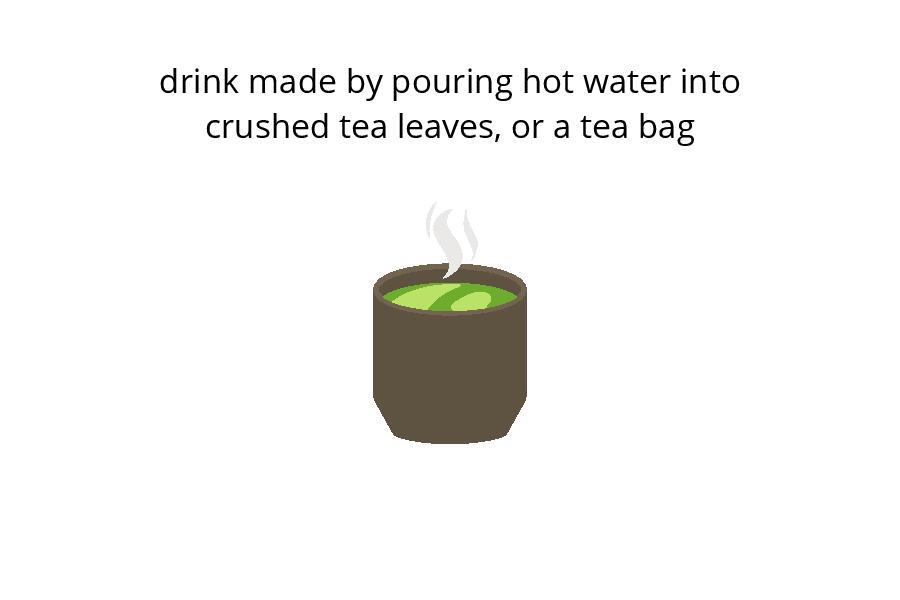 drink made by pouring hot water into
crushed tea leaves, or a tea bag